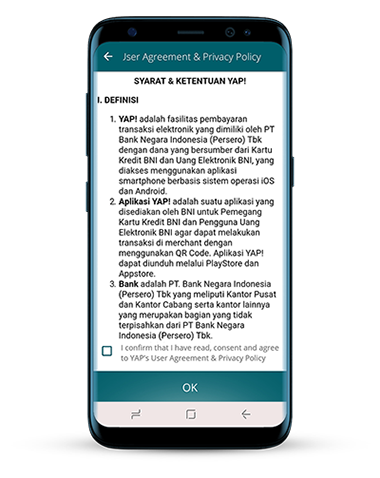 Jser Agreement & Privacy Policy
SYARAT & KETENTUAN YAP!
I. DEFINISI
1. YAP! adalah fasilitas pembayaran
transaksi elektronik yang dimiliki oleh PT
Bank Negara Indonesia (Persero) Tbk
dengan dana yang bersumber dari Kartu
Kredit BNI dan Uang Elektronik BNI, yang
diakses menggunakan aplikasi
smartphone berbasis sistem operasi iOS
dan Android.
2. Aplikasi YAP! adalah suatu aplikasi yang
disediakan oleh BNI untuk Pemegang
Kartu Kredit BNI dan Pengguna Uang
Elektronik BNI agar dapat melakukan
transaksi di merchant dengan
menggunakan QR Code. Aplikasi YAP!
dapat diunduh melalui PlayStore dan
Appstore.
3. Bank adalah PT. Bank Negara Indonesia
(Persero) Tbk yang meliputi Kantor Pusat
dan Kantor Cabang serta kantor lainnya
yang merupakan bagian yang tidak
terpisahkan dari PT Bank Negara
Indonesia (Persero) Tbk.
I confirm that I have read, consent and agree
to YAP's User Agreement & Privacy Policy
OK